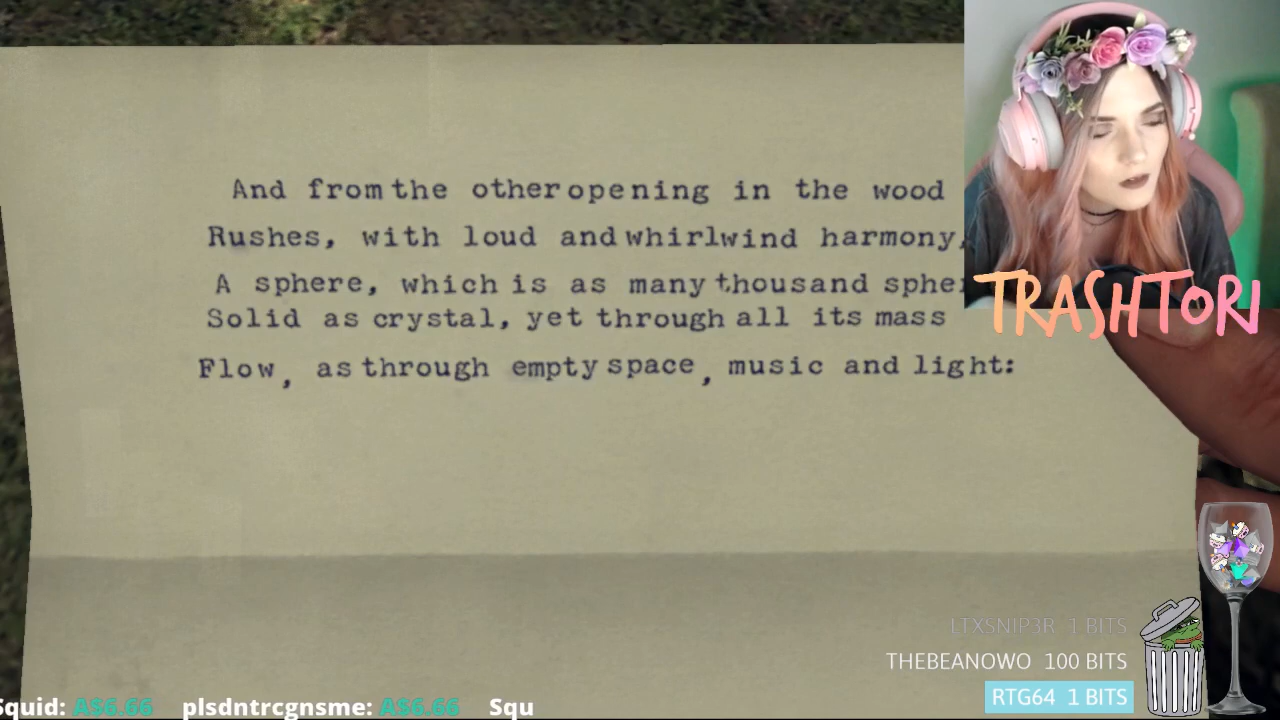 And from the other opening in the wood
Rushes, with loud and whirlwind harmony,
A sphere, which is as many thousand
Solid as crystal, yet through all its mass
Flow, as through empty space, music and light:
TRASHTORI
LTXSNIP3R 1 BITS
THEBEANOWO 100 BITS
RTG64 1 BITS
Squid: A$6.66 plsdntrcgnsme: A$6.66 Squ